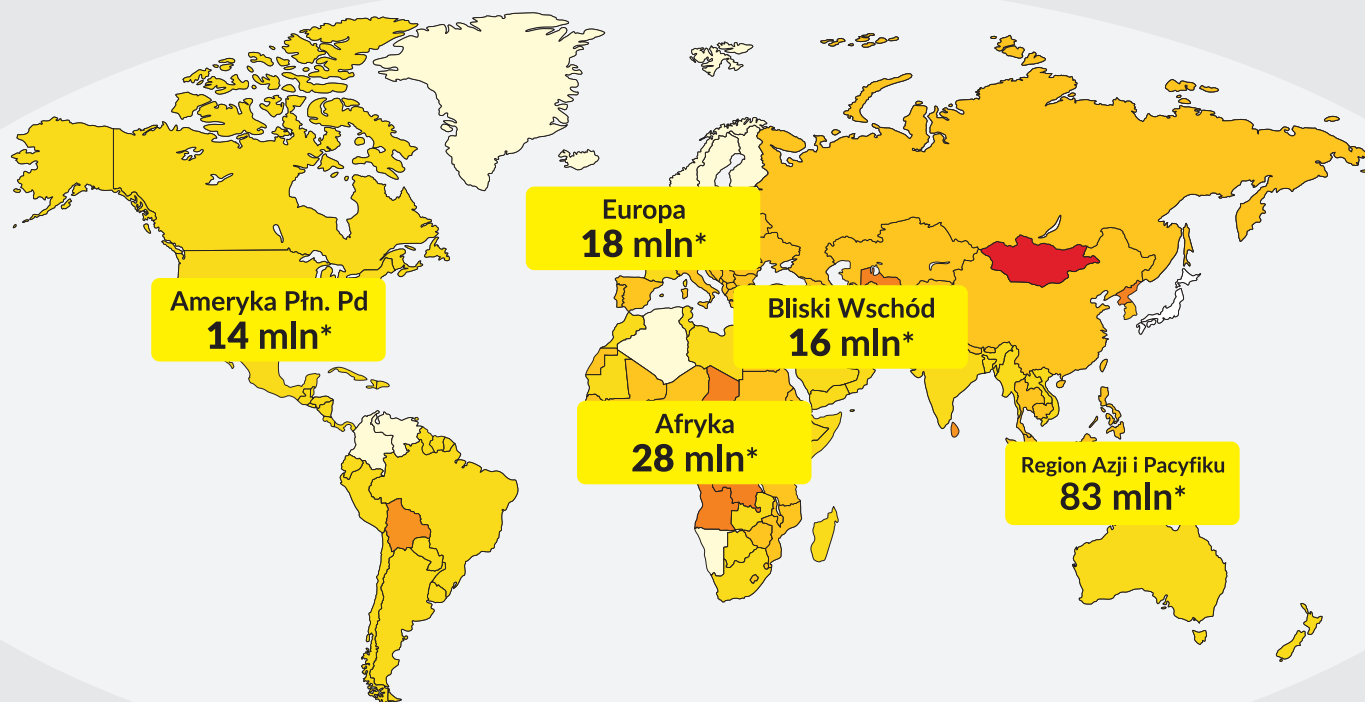 Europa
18 mln*
Ameryka Płn. Pd
14 mln*
Bliski Wschód
16 mln*
Afryka
28 mln*
Region Azji i Pacyfiku
83 mln*